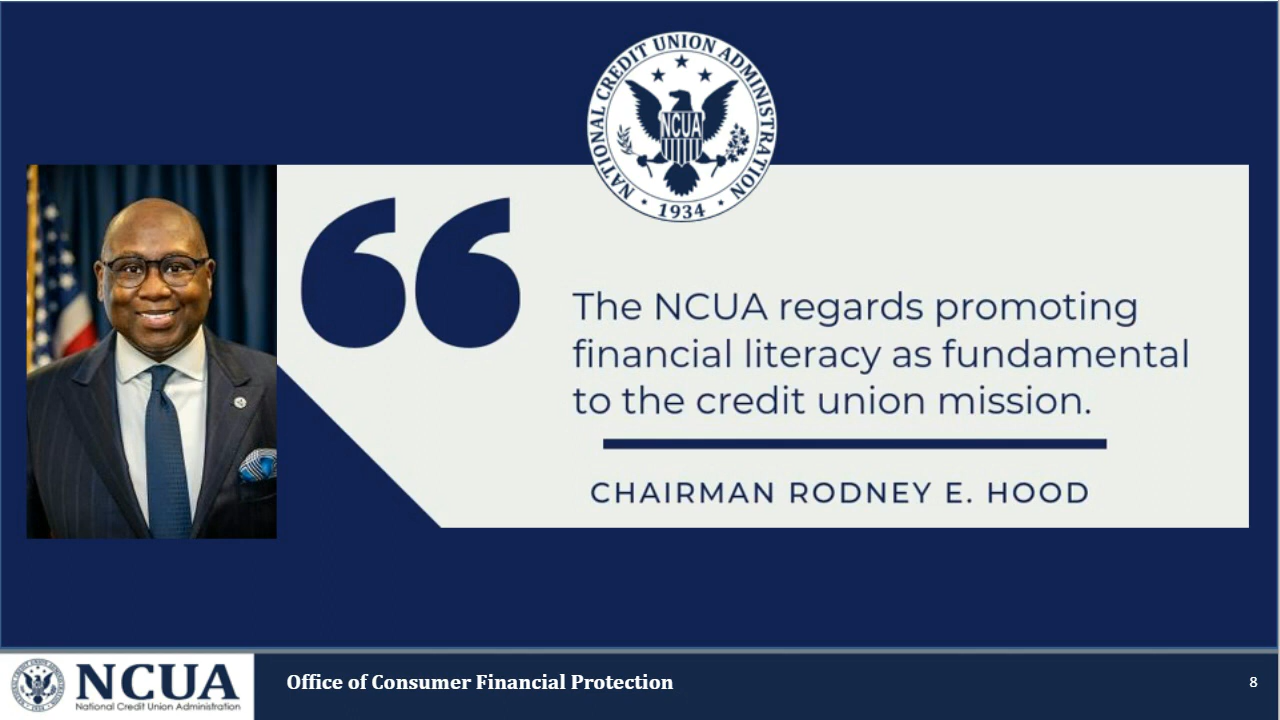 NATIONAL CREDIT UNION ADMINISTRATION
NCUA
1934
The NCUA regards promoting
financial literacy as fundamental
to the credit union mission.
CHAIRMAN RODNEY E. HOOD
NCUA
National Credit Union Administration
Office of Consumer Financial Protection
8